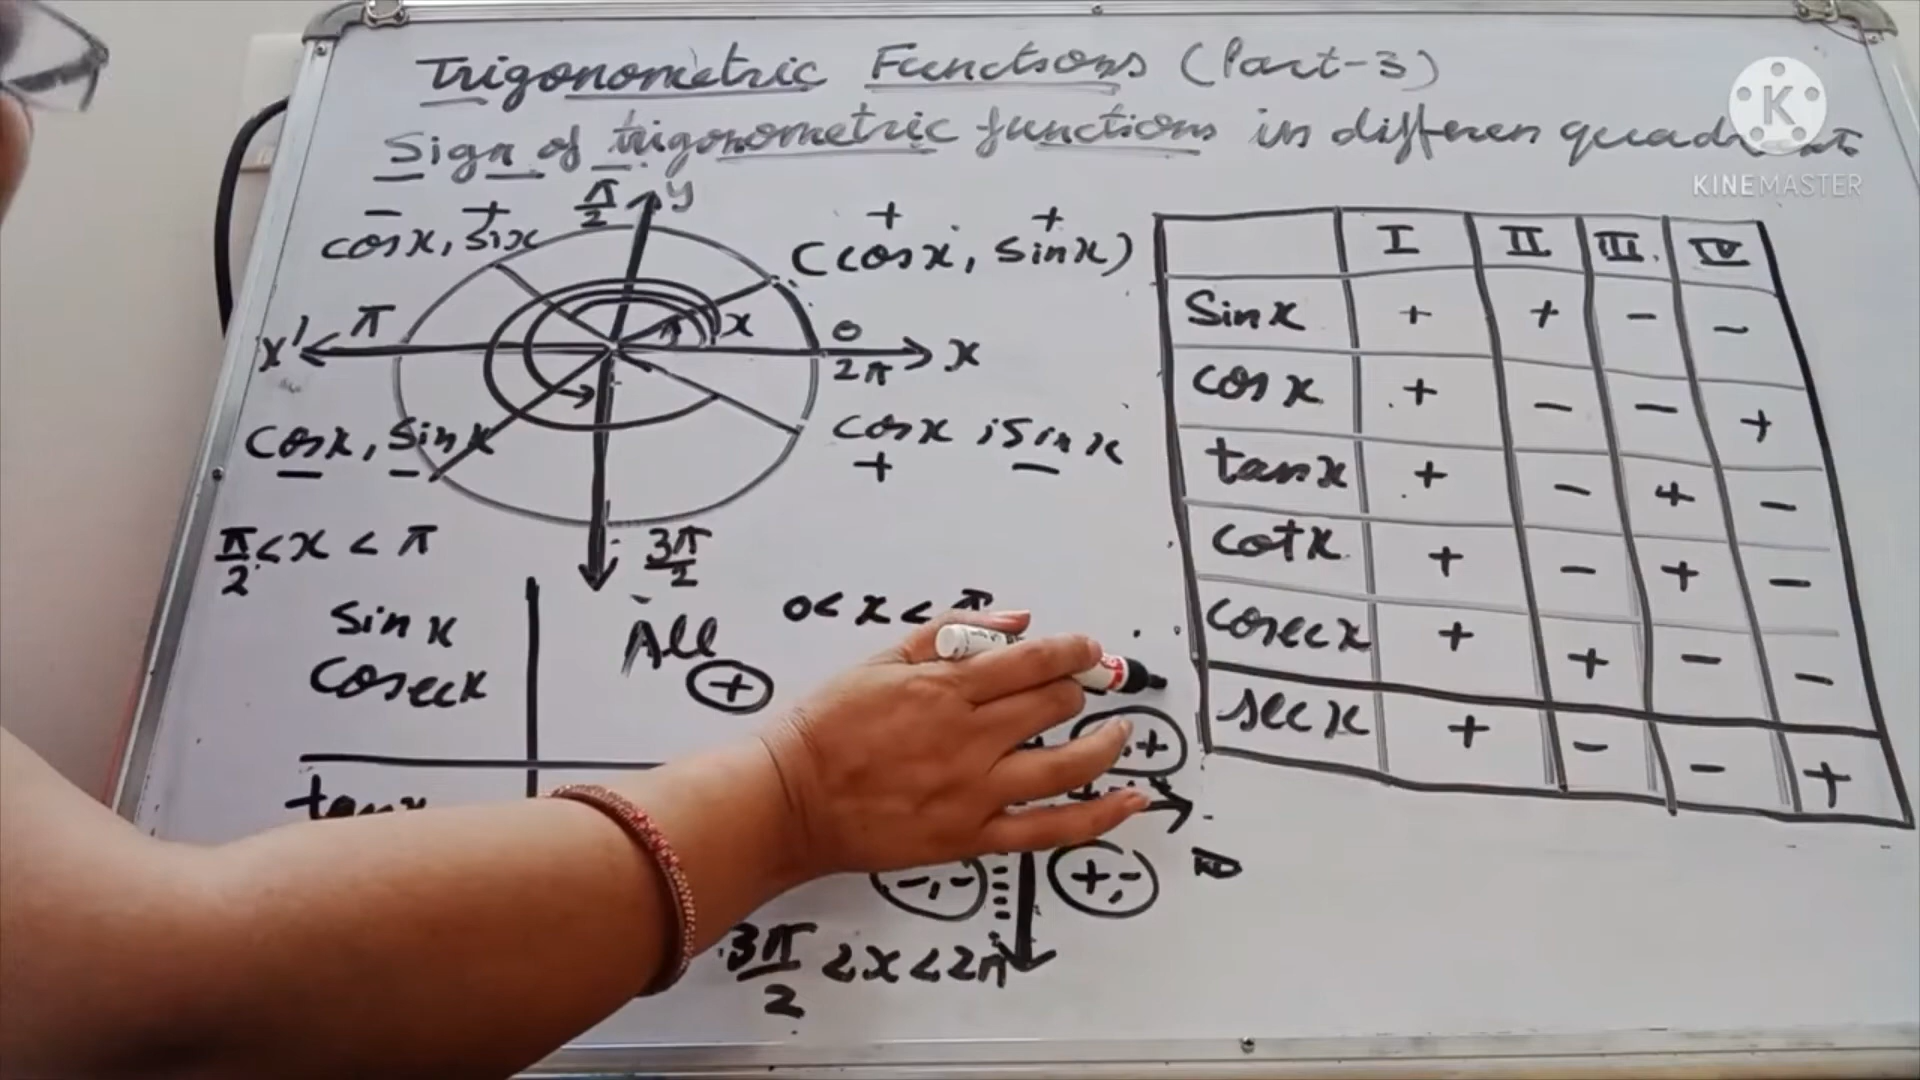 Trigonometric Functions (Part-3)
Sign of trigonometric functions in differen
K
KINEMASTER
π/2 y
− +
cosx, sinx
+ +
(cosx, sinx)
x' π x 0 x
2π
cosx, sinx
− −
cosx, sinx
+ −
π/2 < x < π
3π/2
sinx
cosecx
All
+
0 < x <
tanx
,+
-,-
+,-
3π/2 < x < 2π
I II III IV
Sinx + + − −
cosx + − − +
tanx + − + −
cotx + − + −
cosecx + + − −
secx + − − +